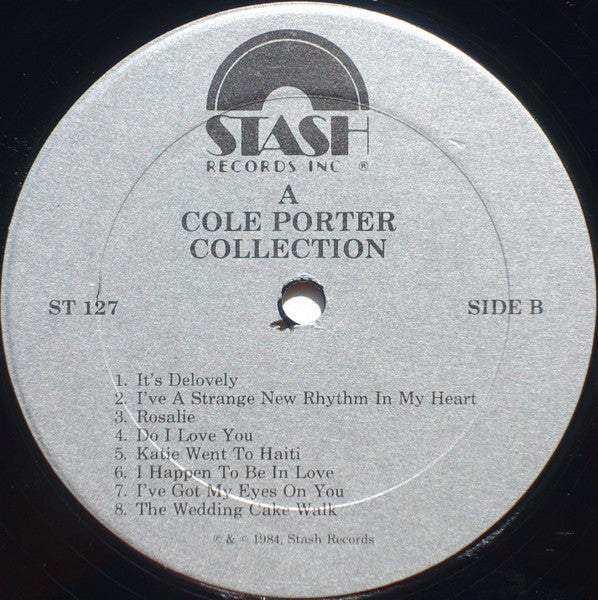 STASH
RECORDS INC ®
A
COLE PORTER
COLLECTION
ST 127
SIDE B
1. It's Delovely
2. I've A Strange New Rhythm In My Heart
3. Rosalie
4. Do I Love You
5. Katie Went To Haiti
6. I Happen To Be In Love
7. I've Got My Eyes On You
8. The Wedding Cake Walk
℗ & © 1984, Stash Records